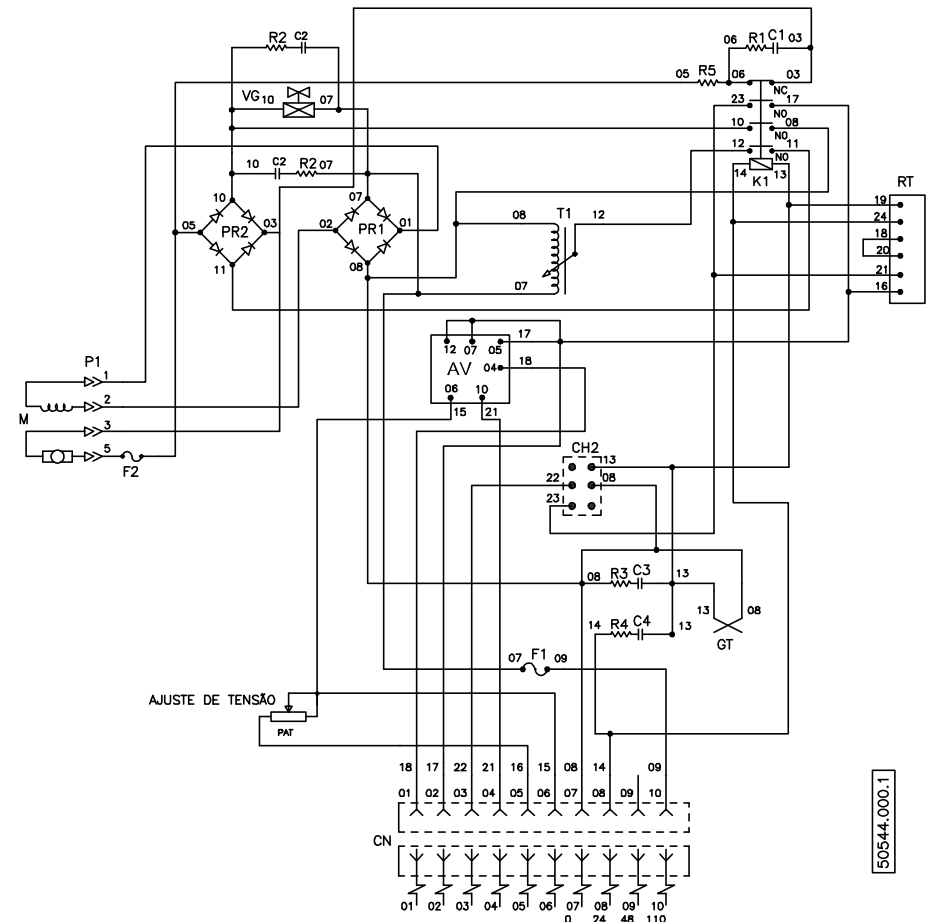 R2 C2
06 R1 C1 03
05 R5 06 03
NC
VG 10 07
23 17
NO
10 08
NO
12 11
NO
14 13
K1
10 C2 R2 07
RT
19
24
18
20
21
16
10
05 PR2 03
11
07
02 PR1 01
08
08 T1 12
07
12 07 05 17
AV 04 18
06 10
15 21
P1
1
M 2
3
5
F2
CH2
13
22 08
23
08 R3 C3 13
14 R4 C4 13
13 08
GT
07 F1 09
AJUSTE DE TENSÃO
PAT
18 17 22 21 16 15 08 14 09
01 02 03 04 05 06 07 08 09 10
CN
01 02 03 04 05 06 07 08 09 10
0 24 48 110
50544.000.1